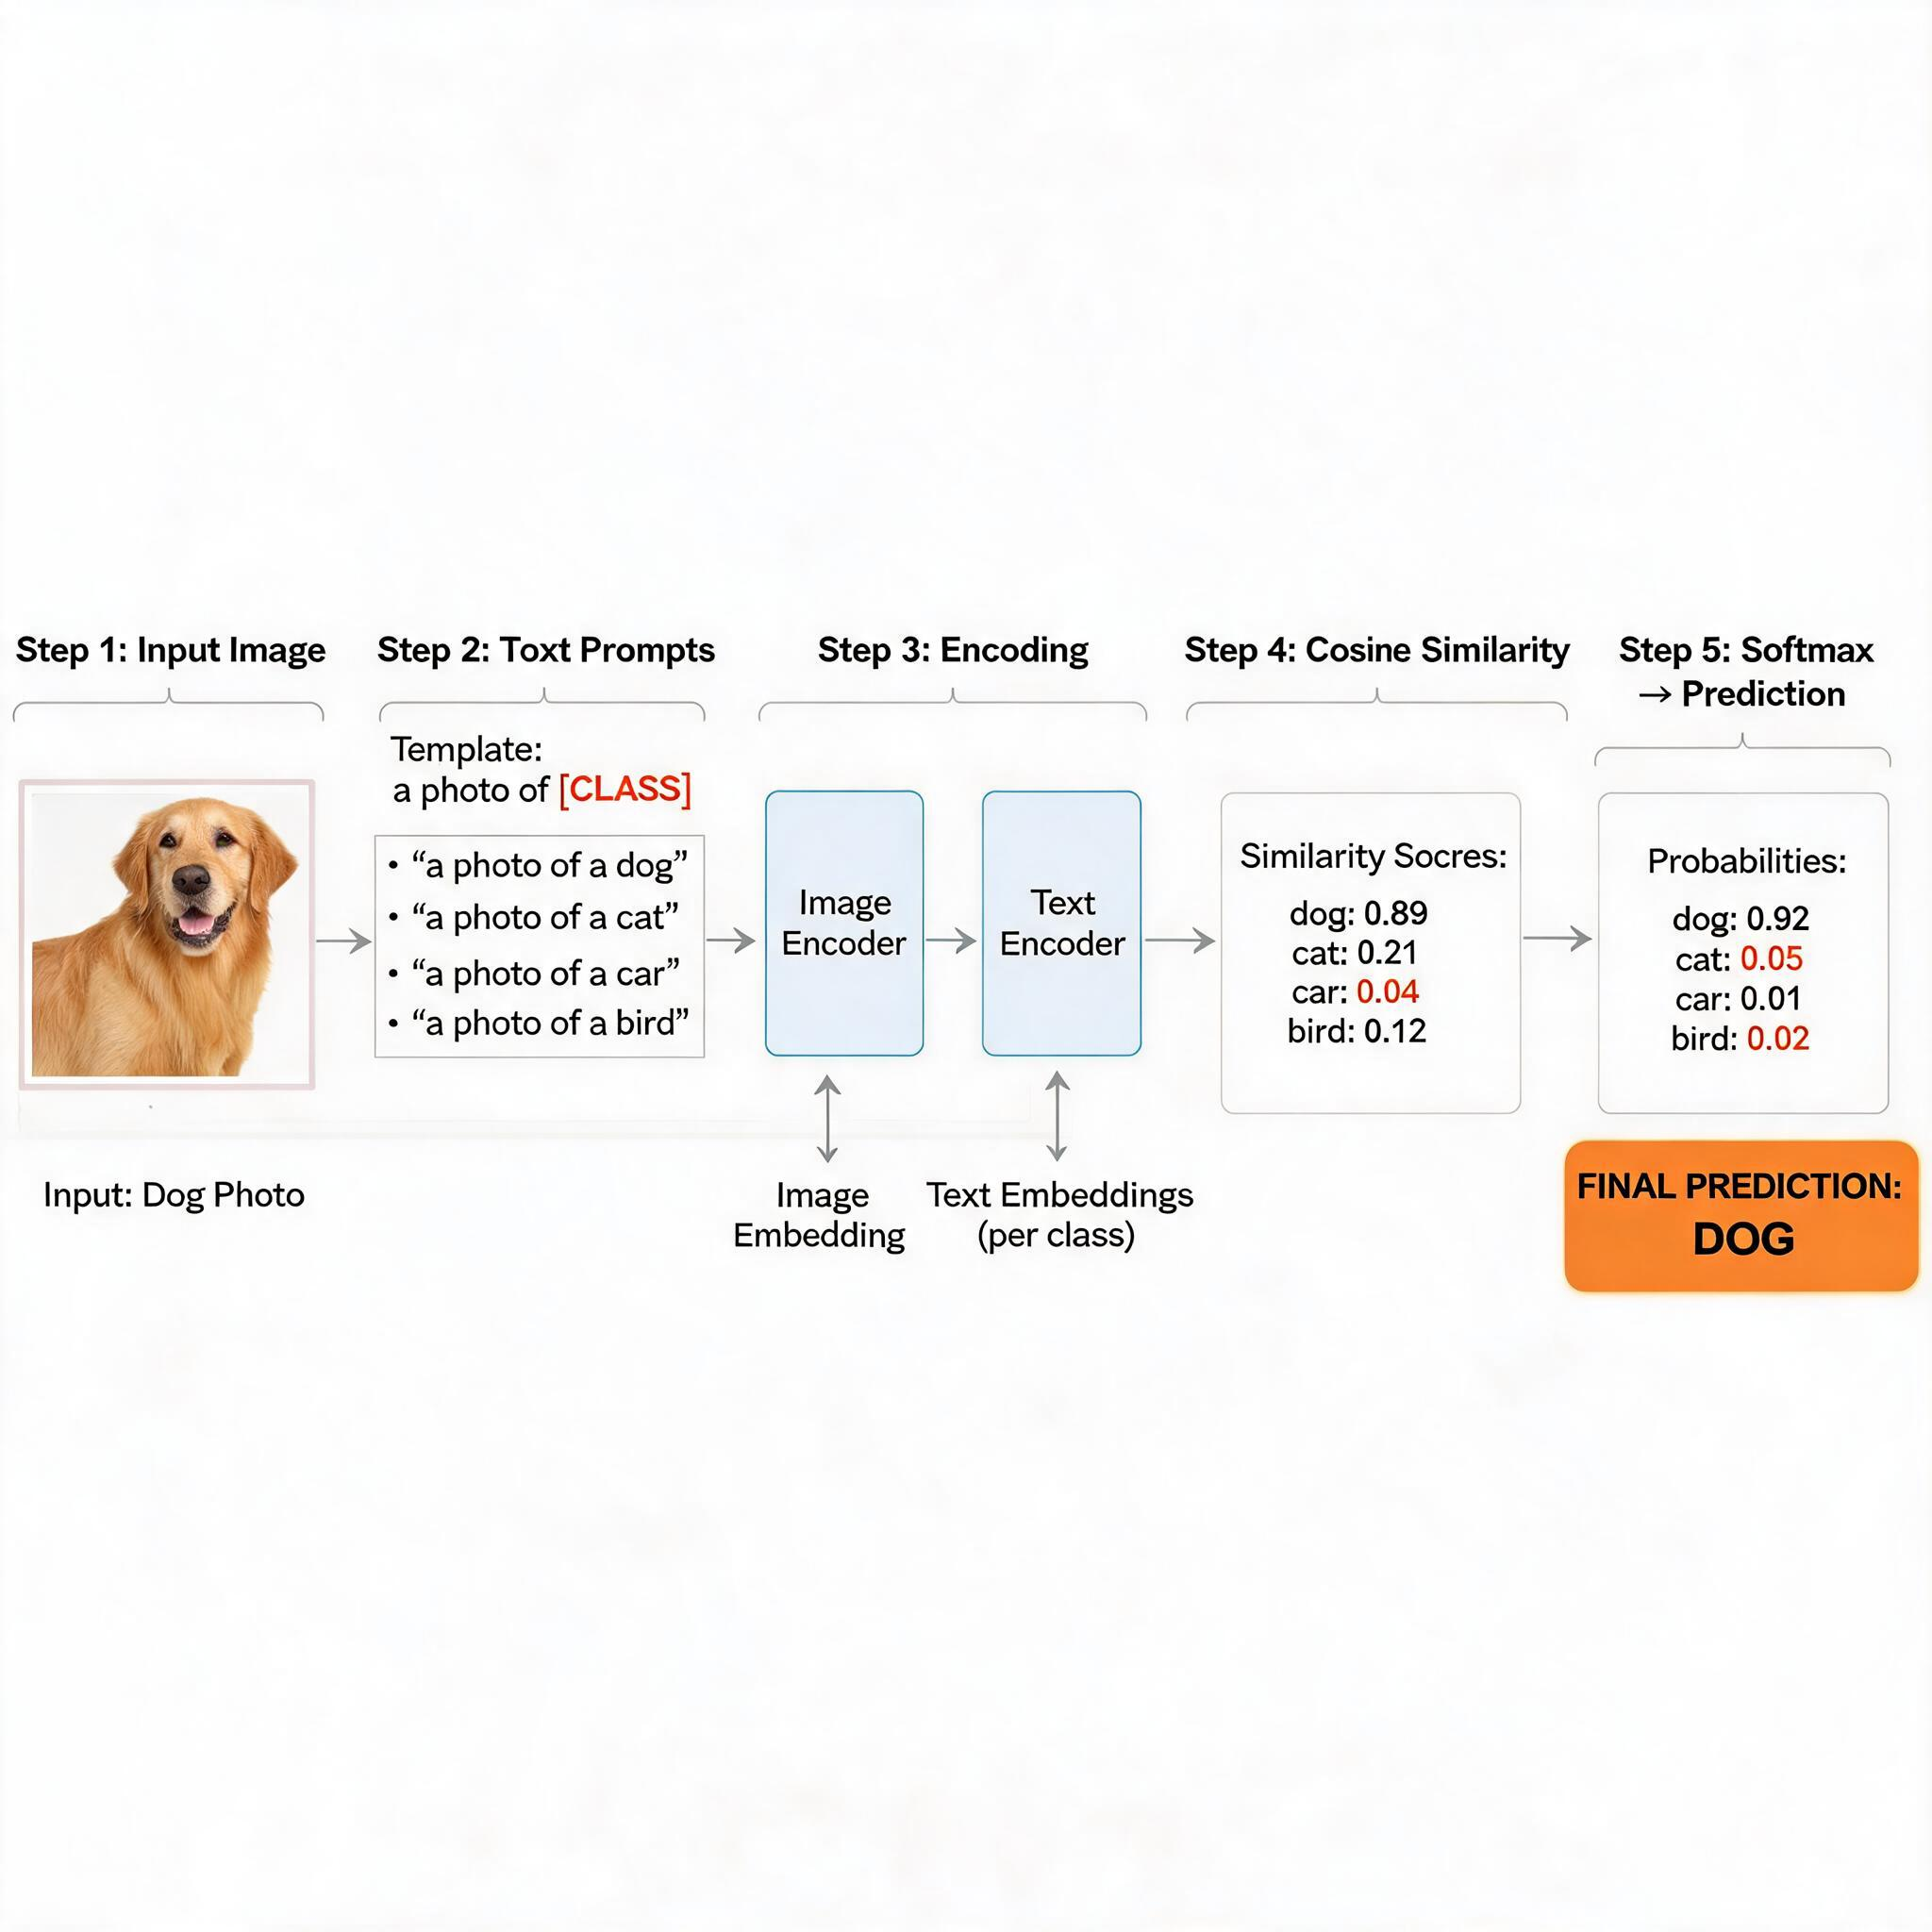 Step 1: Input Image
Input: Dog Photo
Step 2: Toxt Prompts
Template:
a photo of [CLASS]
• “a photo of a dog”
• “a photo of a cat”
• “a photo of a car”
• “a photo of a bird”
Step 3: Encoding
Image
Encoder
Text
Encoder
Image
Embedding
Text Embeddings
(per class)
Step 4: Cosine Similarity
Similarity Socres:
dog: 0.89
cat: 0.21
car: 0.04
bird: 0.12
Step 5: Softmax
→ Prediction
Probabilities:
dog: 0.92
cat: 0.05
car: 0.01
bird: 0.02
FINAL PREDICTION:
DOG